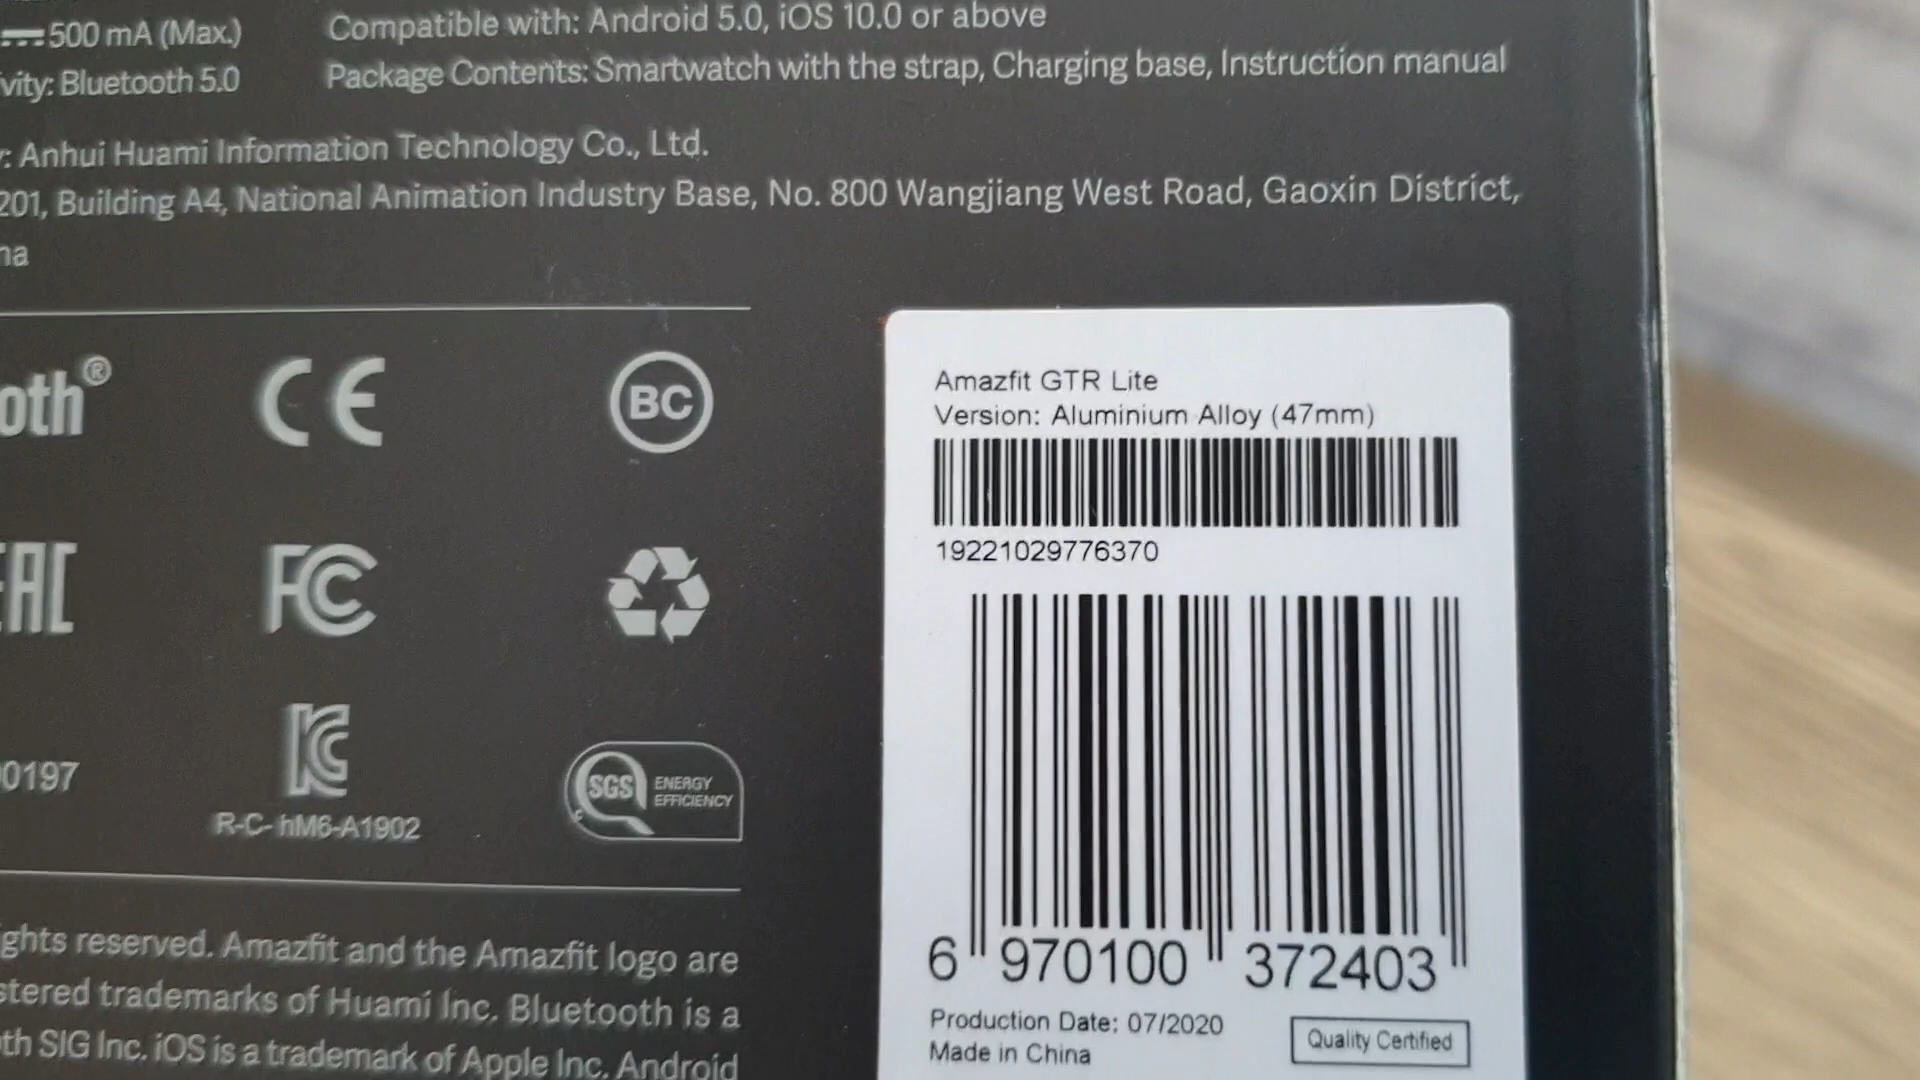 500 mA (Max.)
Compatible with: Android 5.0, iOS 10.0 or above
vity: Bluetooth 5.0
Package Contents: Smartwatch with the strap, Charging base, Instruction manual
y: Anhui Huami Information Technology Co., Ltd.
201, Building A4, National Animation Industry Base, No. 800 Wangjiang West Road, Gaoxin District,
na
oth®
CE
BC
EAC
FC
0197
R-C- hM6-A1902
SGS ENERGY
EFFICIENCY
ghts reserved. Amazfit and the Amazfit logo are
stered trademarks of Huami Inc. Bluetooth is a
th SIG Inc. iOS is a trademark of Apple Inc. Android
Amazfit GTR Lite
Version: Aluminium Alloy (47mm)
19221029776370
6 970100 372403
Production Date: 07/2020
Made in China
Quality Certified